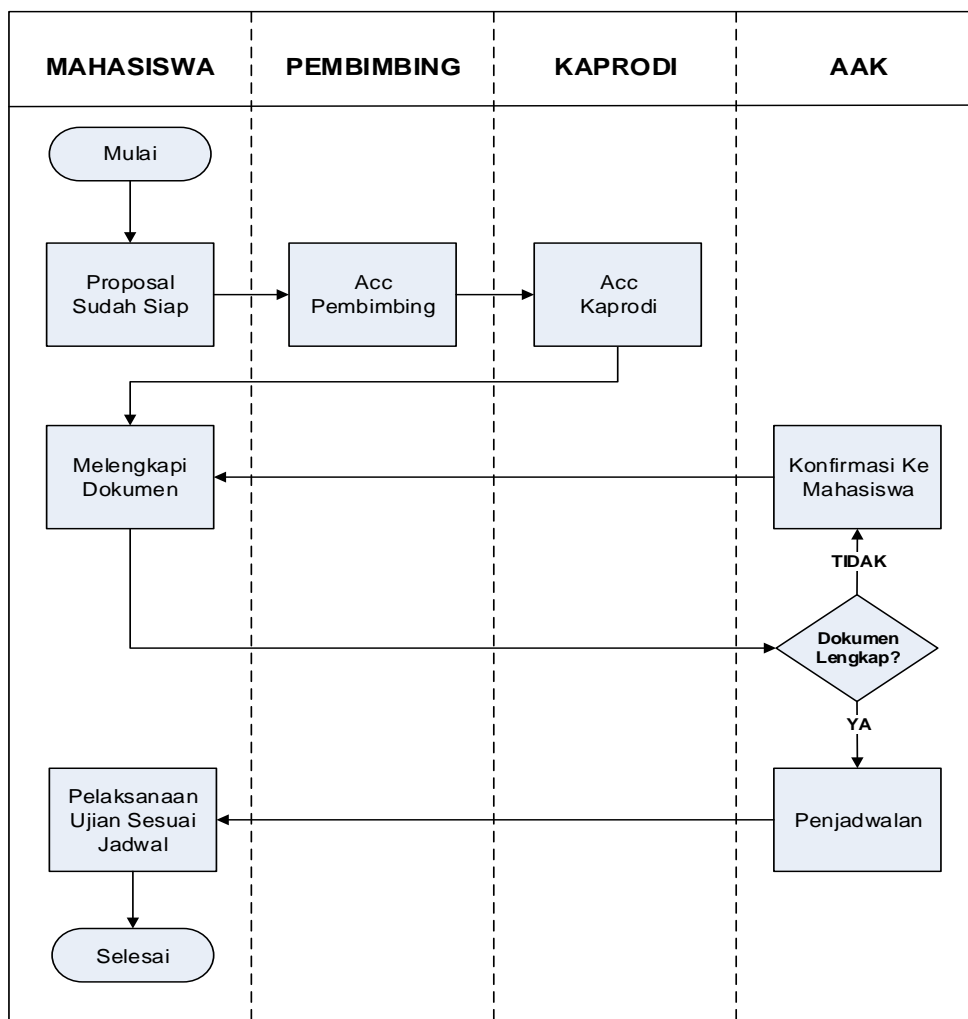 MAHASISWA
PEMBIMBING
KAPRODI
AAK
Mulai
Proposal
Sudah Siap
Acc
Pembimbing
Acc
Kaprodi
Melengkapi
Dokumen
Konfirmasi Ke
Mahasiswa
TIDAK
Dokumen
Lengkap?
YA
Pelaksanaan
Ujian Sesuai
Jadwal
Penjadwalan
Selesai